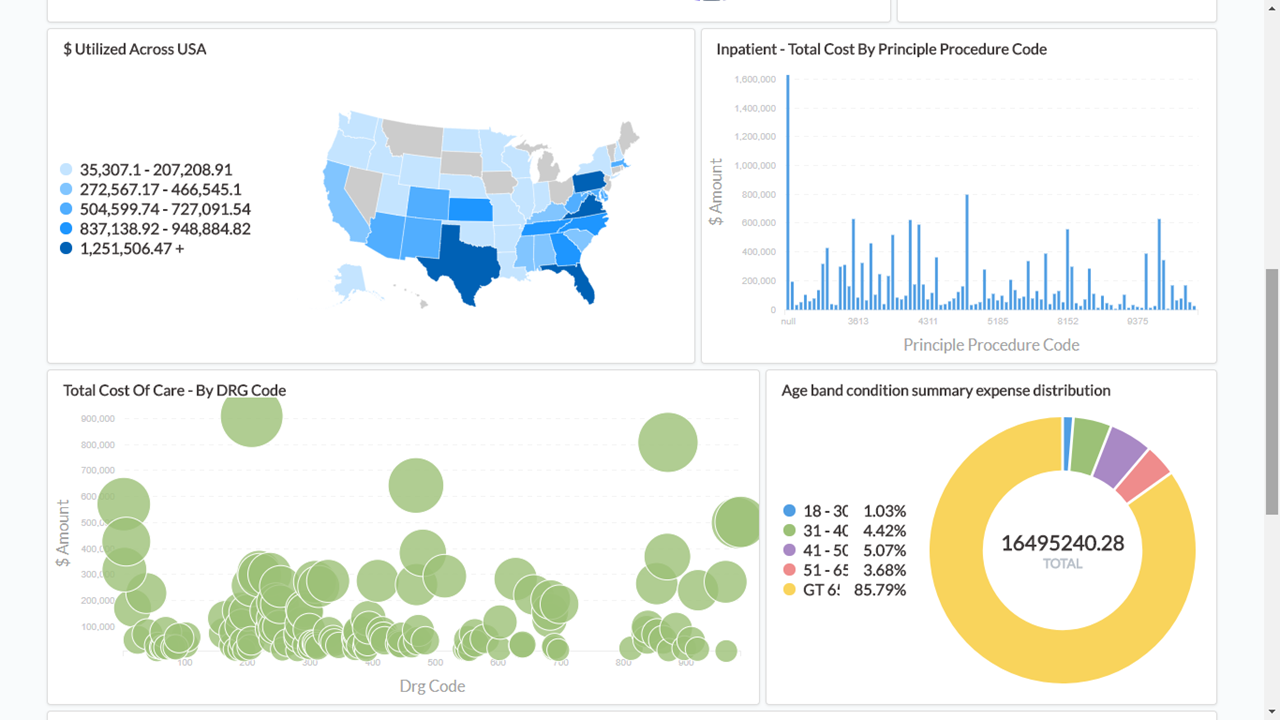 $ Utilized Across USA
35,307.1 - 207,208.91
272,567.17 - 466,545.1
504,599.74 - 727,091.54
837,138.92 - 948,884.82
1,251,506.47 +
Inpatient - Total Cost By Principle Procedure Code
1,600,000
1,400,000
1,200,000
1,000,000
800,000
600,000
400,000
200,000
0
$ Amount
null
3613
4311
5185
8152
9375
Principle Procedure Code
Total Cost Of Care - By DRG Code
900,000
800,000
700,000
600,000
500,000
400,000
300,000
200,000
100,000
$ Amount
100
200
300
400
500
600
700
800
900
Drg Code
Age band condition summary expense distribution
18 - 30 1.03%
31 - 40 4.42%
41 - 50 5.07%
51 - 65 3.68%
GT 65 85.79%
16495240.28
TOTAL